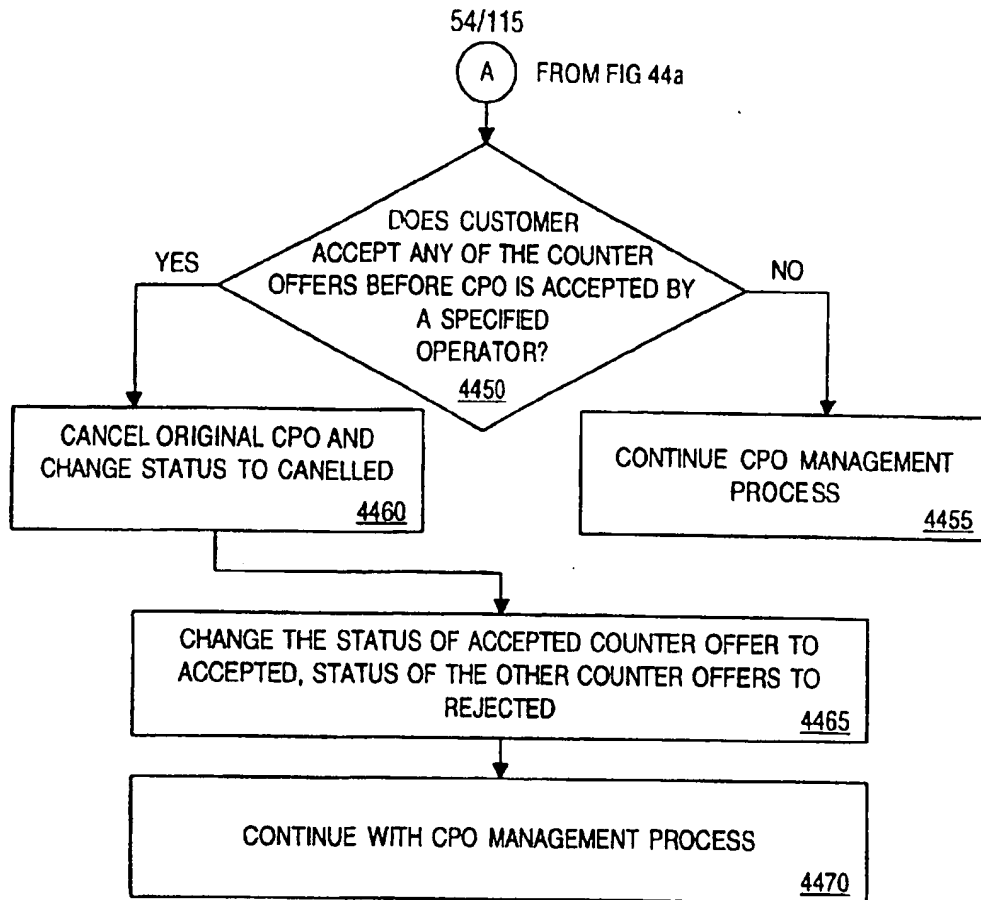 54/115
A
FROM FIG 44a
DOES CUSTOMER
ACCEPT ANY OF THE COUNTER
OFFERS BEFORE CPO IS ACCEPTED BY
A SPECIFIED
OPERATOR?
4450
YES
NO
CANCEL ORIGINAL CPO AND
CHANGE STATUS TO CANELLED
4460
CONTINUE CPO MANAGEMENT
PROCESS
4455
CHANGE THE STATUS OF ACCEPTED COUNTER OFFER TO
ACCEPTED, STATUS OF THE OTHER COUNTER OFFERS TO
REJECTED
4465
CONTINUE WITH CPO MANAGEMENT PROCESS
4470